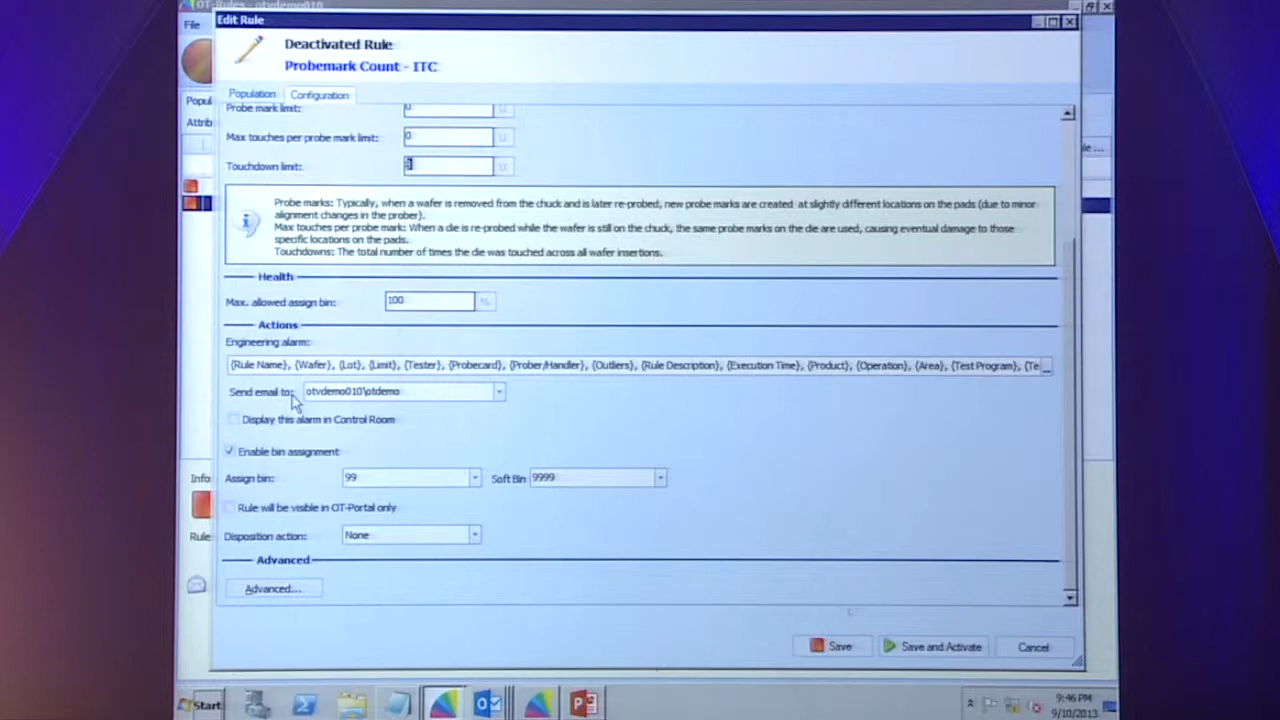 OT-Rules - otvdemo010
File
Edit Rule
Deactivated Rule
Probemark Count - ITC
Popul
Population
Configuration
Attrib
Probe mark limit:
0
Max touches per probe mark limit:
0
Touchdown limit:
Probe marks: Typically, when a wafer is removed from the chuck and is later re-probed, new probe marks are created at slightly different locations on the pads (due to minor
alignment changes in the prober).
Max touches per probe mark: When a die is re-probed while the wafer is still on the chuck, the same probe marks on the die are used, causing eventual damage to those
specific locations on the pads.
Touchdowns: The total number of times the die was touched across all wafer insertions.
Health
Max. allowed assign bin:
100
%
Actions
Engineering alarm:
{Rule Name}, {Wafer}, {Lot}, {Limit}, {Tester}, {Probecard}, {Prober/Handler}, {Outliers}, {Rule Description}, {Execution Time}, {Product}, {Operation}, {Area}, {Test Program}, {Te
...
Send email to:
otvdemo010\otdemo
Display this alarm in Control Room
Enable bin assignment
Info
Assign bin:
99
Soft Bin
9999
Rule will be visible in OT-Portal only
Rule
Disposition action:
None
Advanced
Advanced...
Save
Save and Activate
Cancel
Start
9:46 PM
9/10/2013